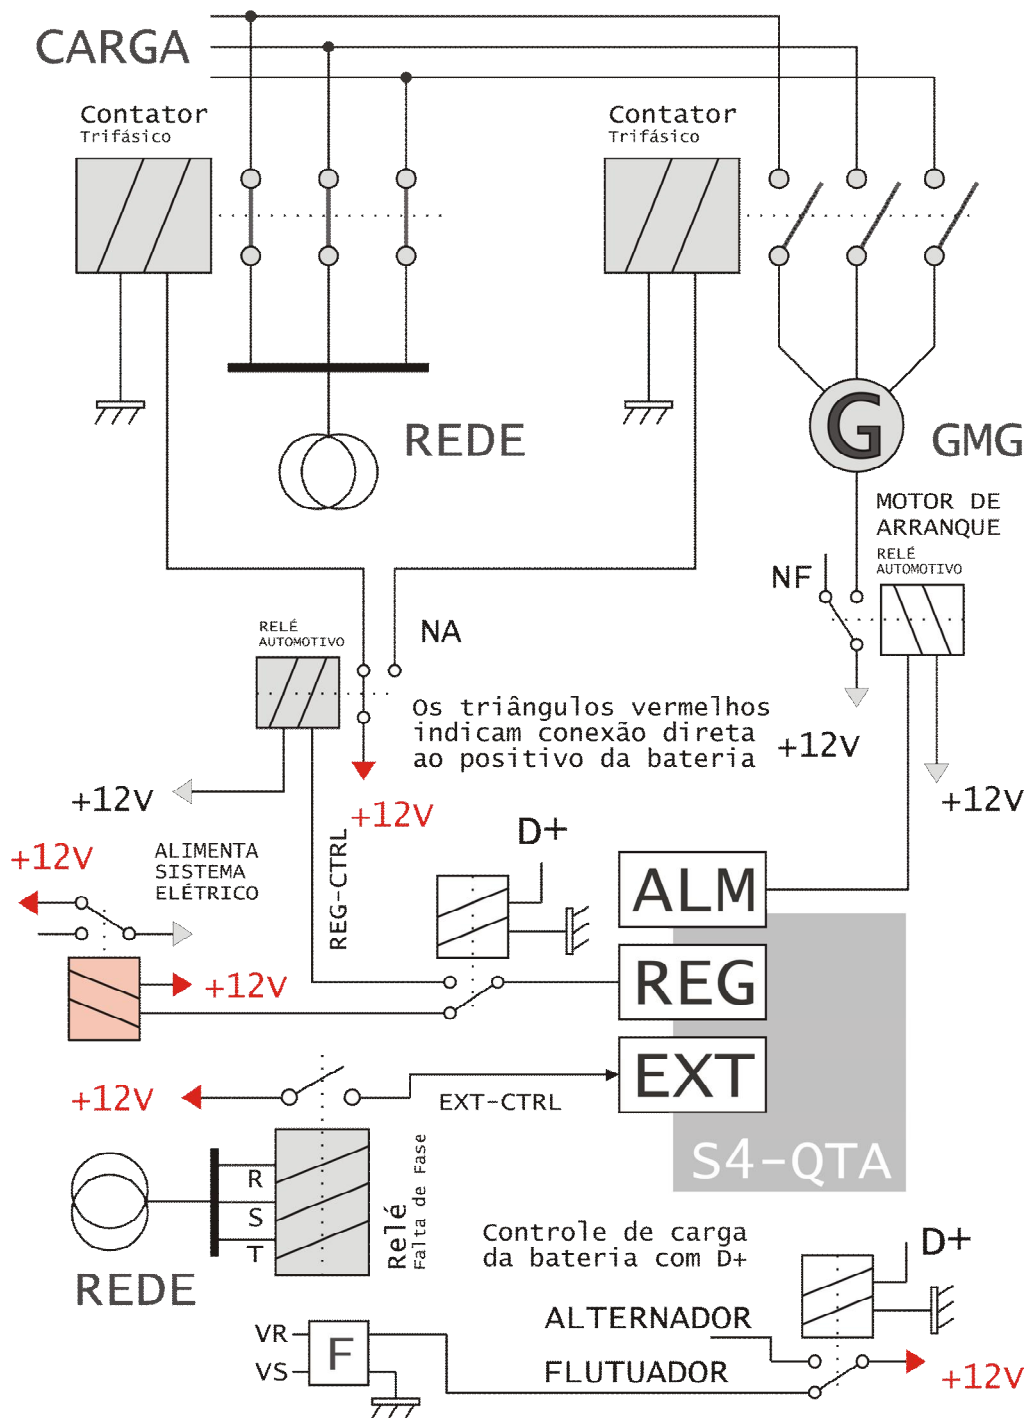 CARGA
Contator
Trifásico
Contator
Trifásico
REDE
G
GMG
MOTOR DE
ARRANQUE
RELÉ
AUTOMOTIVO
NF
RELÉ
AUTOMOTIVO
NA
Os triângulos vermelhos
indicam conexão direta
ao positivo da bateria
+12V
+12V
+12V
+12V
D+
+12V
ALIMENTA
SISTEMA
ELÉTRICO
REG-CTRL
ALM
REG
EXT
+12V
+12V
EXT-CTRL
S4-QTA
R
S
T
Relé
Falta de Fase
REDE
Controle de carga
da bateria com D+
D+
ALTERNADOR
VR
VS
F
FLUTUADOR
+12V